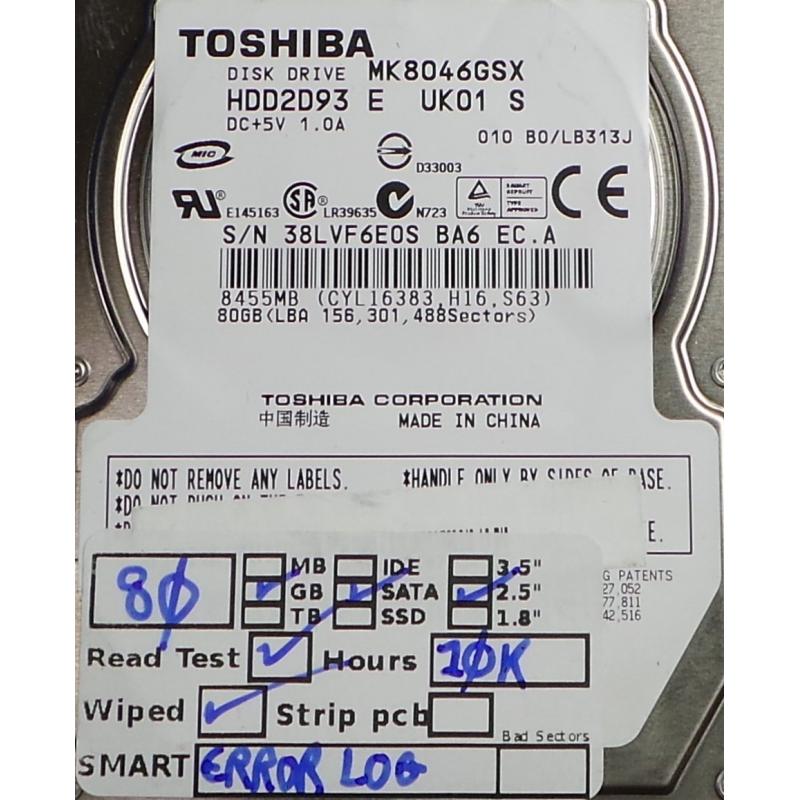 TOSHIBA
DISK DRIVE MK8046GSX
HDD2D93 E UK01 S
DC+5V 1.0A
010 B0/LB313J
MIC
D33003
E145163 LR39635 N723
S/N 38LVF6E0S BA6 EC.A
8455MB (CYL16383,H16,S63)
80GB(LBA 156,301,488Sectors)
TOSHIBA CORPORATION
中国制造 MADE IN CHINA
*DO NOT REMOVE ANY LABELS. *HANDLE ONLY BY SIDES OF BASE.
*DO NOT PUSH ON
E.
G PATENTS
27,052
77,811
42,516
80 MB IDE 3.5"
GB SATA 2.5"
TB SSD 1.8"
Read Test Hours 10K
Wiped Strip pcb
Bad Sectors
SMART ERROR LOG